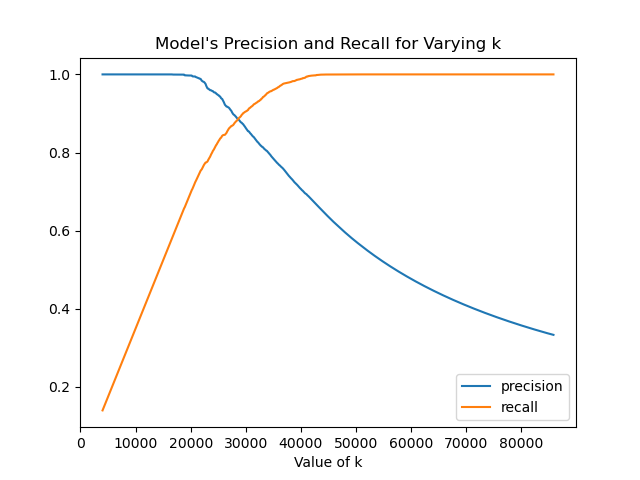 Model's Precision and Recall for Varying k
1.0
0.8
0.6
0.4
0.2
precision
recall
0 10000 20000 30000 40000 50000 60000 70000 80000
Value of k